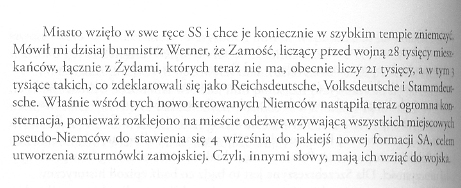 Miasto wzięło w swe ręce SS i chce je koniecznie w szybkim tempie zniemczyć.
Mówił mi dzisiaj burmistrz Werner, że Zamość, liczący przed wojną 28 tysięcy miesz-
kańców, łącznie z Żydami, których teraz nie ma, obecnie liczy 21 tysięcy, a w tym 3
tysiące takich, co zdeklarowali się jako Reichsdeutsche, Volksdeutsche i Stammdeut-
sche. Właśnie wśród tych nowo kreowanych Niemców nastąpiła teraz ogromna kon-
sternacja, ponieważ rozklejono na mieście odezwę wzywającą wszystkich miejscowych
pseudo-Niemców do stawienia się 4 września do jakiejś nowej formacji SA, celem
utworzenia szturmówki zamojskiej. Czyli, innymi słowy, mają ich wziąć do wojska.